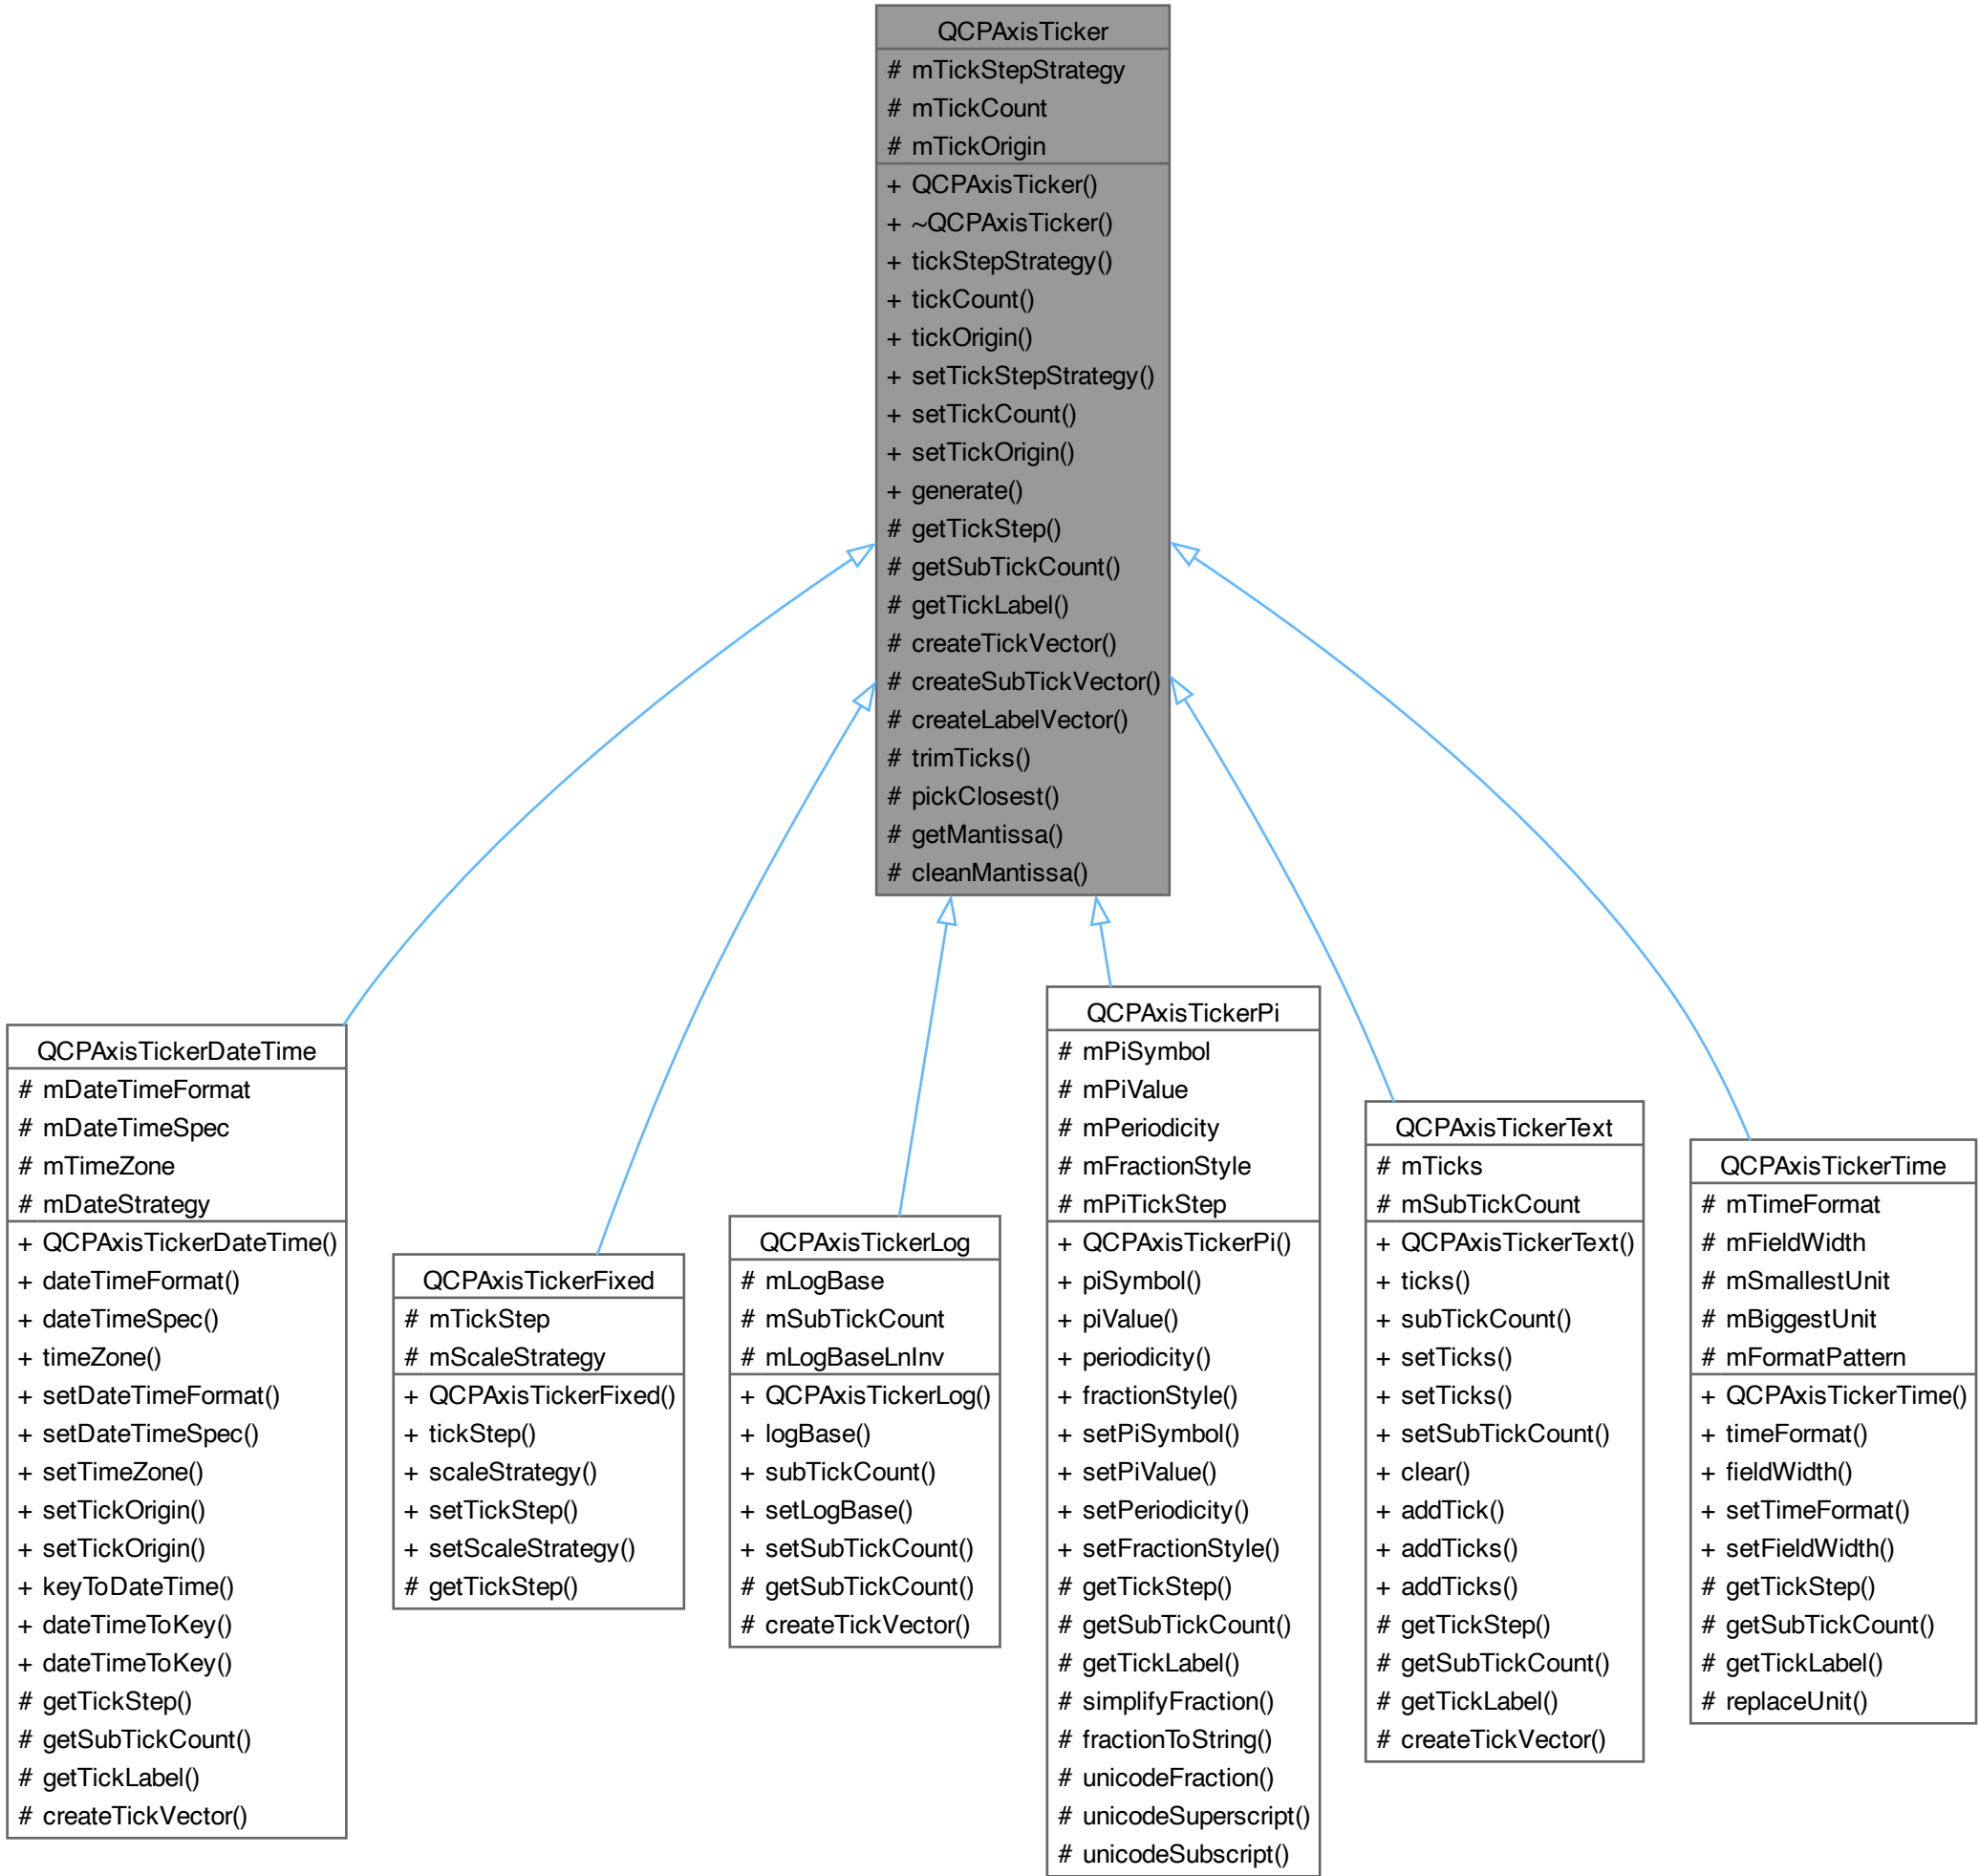 QCPAxisTicker
# mTickStepStrategy
# mTickCount
# mTickOrigin
+ QCPAxisTicker()
+ ~QCPAxisTicker()
+ tickStepStrategy()
+ tickCount()
+ tickOrigin()
+ setTickStepStrategy()
+ setTickCount()
+ setTickOrigin()
+ generate()
# getTickStep()
# getSubTickCount()
# getTickLabel()
# createTickVector()
# createSubTickVector()
# createLabelVector()
# trimTicks()
# pickClosest()
# getMantissa()
# cleanMantissa()
QCPAxisTickerDateTime
# mDateTimeFormat
# mDateTimeSpec
# mTimeZone
# mDateStrategy
+ QCPAxisTickerDateTime()
+ dateTimeFormat()
+ dateTimeSpec()
+ timeZone()
+ setDateTimeFormat()
+ setDateTimeSpec()
+ setTimeZone()
+ setTickOrigin()
+ setTickOrigin()
+ keyToDateTime()
+ dateTimeToKey()
+ dateTimeToKey()
# getTickStep()
# getSubTickCount()
# getTickLabel()
# createTickVector()
QCPAxisTickerFixed
# mTickStep
# mScaleStrategy
+ QCPAxisTickerFixed()
+ tickStep()
+ scaleStrategy()
+ setTickStep()
+ setScaleStrategy()
# getTickStep()
QCPAxisTickerLog
# mLogBase
# mSubTickCount
# mLogBaseLnInv
+ QCPAxisTickerLog()
+ logBase()
+ subTickCount()
+ setLogBase()
+ setSubTickCount()
# getSubTickCount()
# createTickVector()
QCPAxisTickerPi
# mPiSymbol
# mPiValue
# mPeriodicity
# mFractionStyle
# mPiTickStep
+ QCPAxisTickerPi()
+ piSymbol()
+ piValue()
+ periodicity()
+ fractionStyle()
+ setPiSymbol()
+ setPiValue()
+ setPeriodicity()
+ setFractionStyle()
# getTickStep()
# getSubTickCount()
# getTickLabel()
# simplifyFraction()
# fractionToString()
# unicodeFraction()
# unicodeSuperscript()
# unicodeSubscript()
QCPAxisTickerText
# mTicks
# mSubTickCount
+ QCPAxisTickerText()
+ ticks()
+ subTickCount()
+ setTicks()
+ setTicks()
+ setSubTickCount()
+ clear()
+ addTick()
+ addTicks()
+ addTicks()
# getTickStep()
# getSubTickCount()
# getTickLabel()
# createTickVector()
QCPAxisTickerTime
# mTimeFormat
# mFieldWidth
# mSmallestUnit
# mBiggestUnit
# mFormatPattern
+ QCPAxisTickerTime()
+ timeFormat()
+ fieldWidth()
+ setTimeFormat()
+ setFieldWidth()
# getTickStep()
# getSubTickCount()
# getTickLabel()
# replaceUnit()